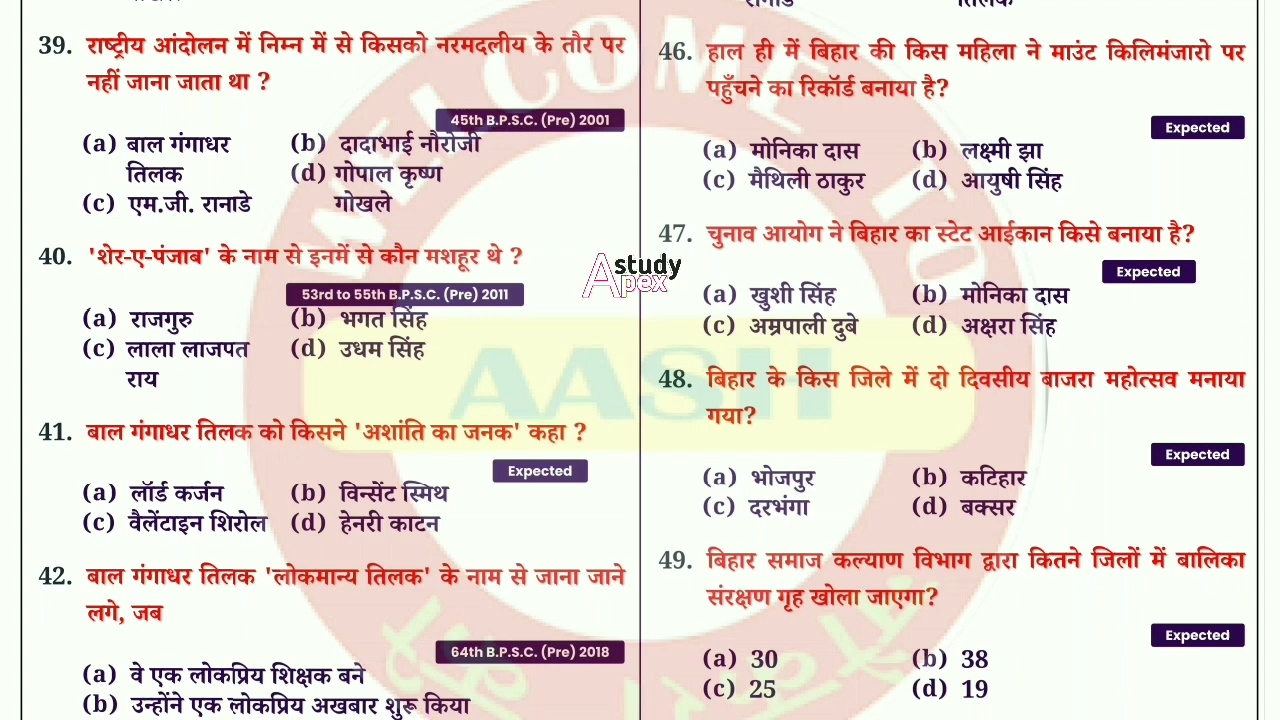 39. राष्ट्रीय आंदोलन में निम्न में से किसको नरमदलीय के तौर पर
नहीं जाना जाता था ?
45th B.P.S.C. (Pre) 2001
(a) बाल गंगाधर
तिलक
(b) दादाभाई नौरोजी
(c) एम.जी. रानाडे
(d) गोपाल कृष्ण
गोखले
40. 'शेर-ए-पंजाब' के नाम से इनमें से कौन मशहूर थे ?
53rd to 55th B.P.S.C. (Pre) 2011
(a) राजगुरु (b) भगत सिंह
(c) लाला लाजपत
राय
(d) उधम सिंह
41. बाल गंगाधर तिलक को किसने 'अशांति का जनक' कहा ?
Expected
(a) लॉर्ड कर्जन (b) विन्सेंट स्मिथ
(c) वैलेंटाइन शिरोल (d) हेनरी काटन
42. बाल गंगाधर तिलक 'लोकमान्य तिलक' के नाम से जाना जाने
लगे, जब
64th B.P.S.C. (Pre) 2018
(a) वे एक लोकप्रिय शिक्षक बने
(b) उन्होंने एक लोकप्रिय अखबार शुरू किया
तिलक
46. हाल ही में बिहार की किस महिला ने माउंट किलिमंजारो पर
पहुँचने का रिकॉर्ड बनाया है?
Expected
(a) मोनिका दास (b) लक्ष्मी झा
(c) मैथिली ठाकुर (d) आयुषी सिंह
47. चुनाव आयोग ने बिहार का स्टेट आईकान किसे बनाया है?
Expected
(a) खुशी सिंह (b) मोनिका दास
(c) अम्रपाली दुबे (d) अक्षरा सिंह
48. बिहार के किस जिले में दो दिवसीय बाजरा महोत्सव मनाया
गया?
Expected
(a) भोजपुर (b) कटिहार
(c) दरभंगा (d) बक्सर
49. बिहार समाज कल्याण विभाग द्वारा कितने जिलों में बालिका
संरक्षण गृह खोला जाएगा?
Expected
(a) 30 (b) 38
(c) 25 (d) 19
study
Apex
WELCOME TO
AASH